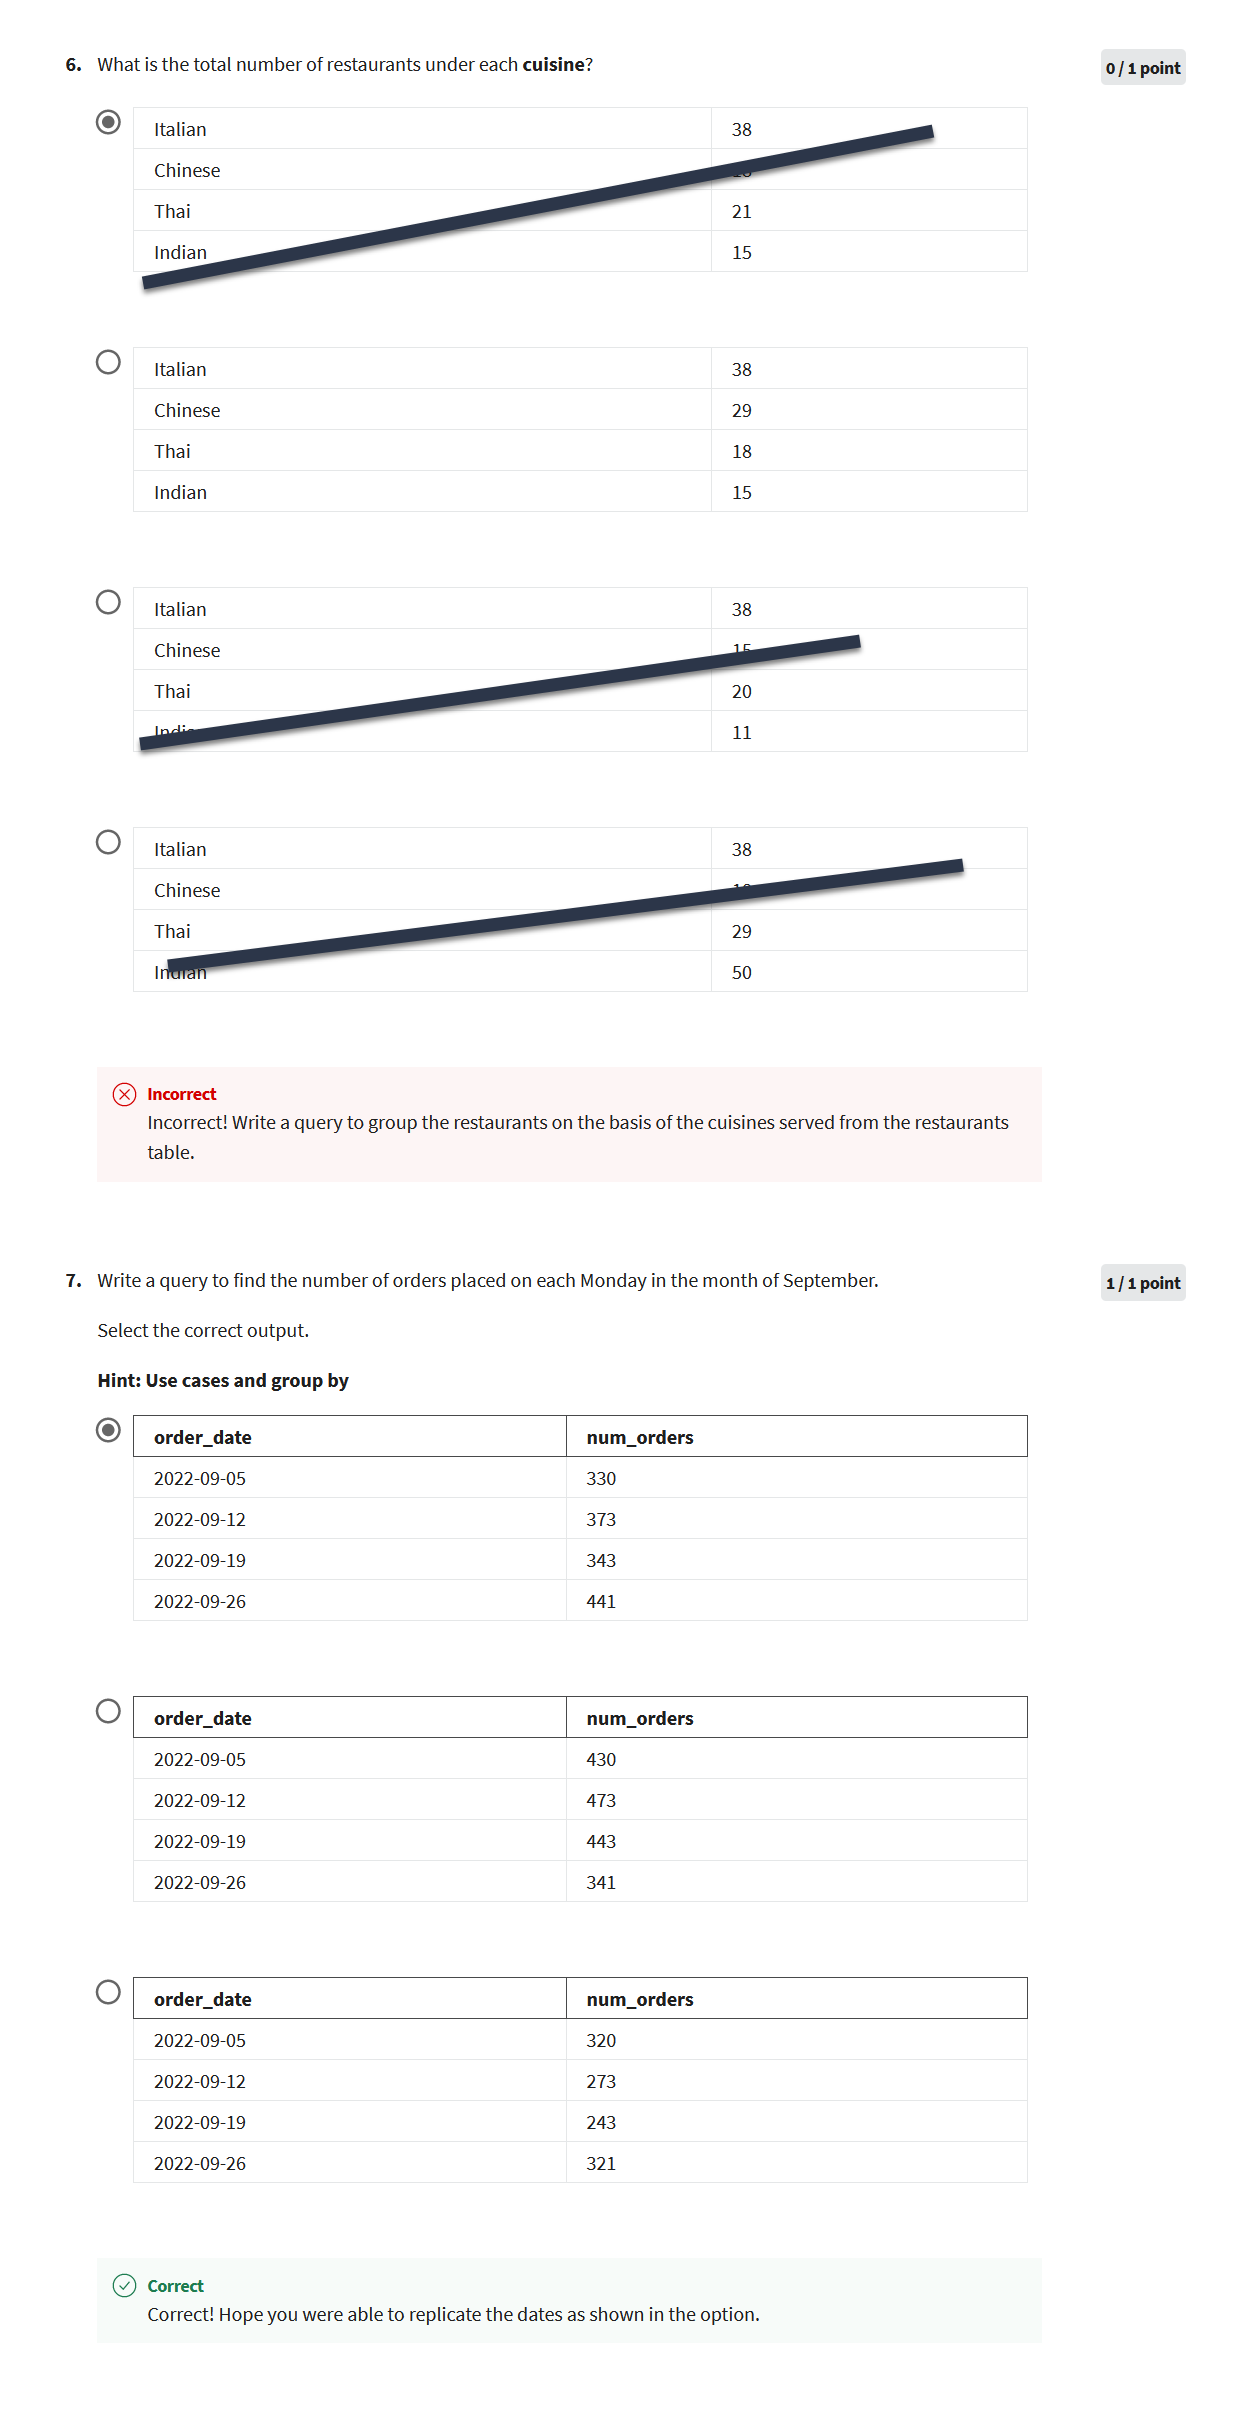 6. What is the total number of restaurants under each cuisine?
0 / 1 point
Italian 38
Chinese
Thai 21
Indian 15
Italian 38
Chinese 29
Thai 18
Indian 15
Italian 38
Chinese 15
Thai 20
Indian 11
Italian 38
Chinese
Thai 29
Indian 50
Incorrect
Incorrect! Write a query to group the restaurants on the basis of the cuisines served from the restaurants
table.
7. Write a query to find the number of orders placed on each Monday in the month of September.
1 / 1 point
Select the correct output.
Hint: Use cases and group by
order_date num_orders
2022-09-05 330
2022-09-12 373
2022-09-19 343
2022-09-26 441
order_date num_orders
2022-09-05 430
2022-09-12 473
2022-09-19 443
2022-09-26 341
order_date num_orders
2022-09-05 320
2022-09-12 273
2022-09-19 243
2022-09-26 321
Correct
Correct! Hope you were able to replicate the dates as shown in the option.